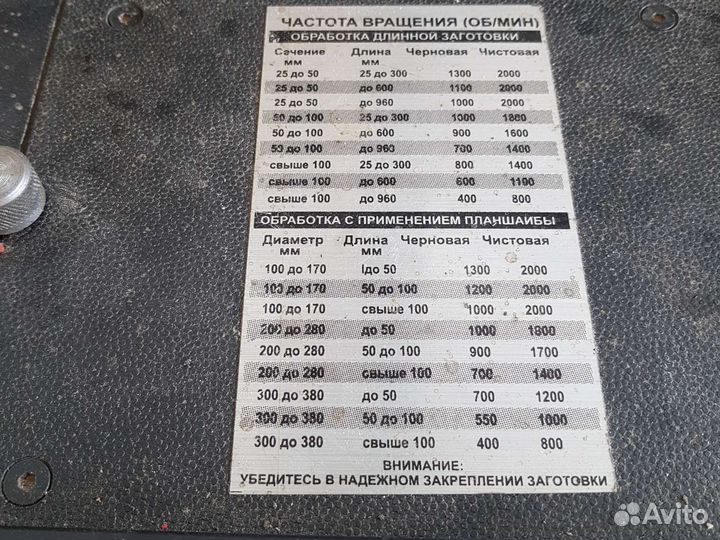 ЧАСТОТА ВРАЩЕНИЯ (ОБ/МИН)
ОБРАБОТКА ДЛИННОЙ ЗАГОТОВКИ
Сечение Длина Черновая Чистовая
мм мм
25 до 50 25 до 300 1300 2000
25 до 50 до 600 1100 2000
25 до 50 до 960 1000 2000
50 до 100 25 до 300 1000 1800
50 до 100 до 600 900 1600
50 до 100 до 960 700 1400
свыше 100 25 до 300 800 1400
свыше 100 до 600 600 1100
свыше 100 до 960 400 800
ОБРАБОТКА С ПРИМЕНЕНИЕМ ПЛАНШАЙБЫ
Диаметр Длина Черновая Чистовая
мм мм
100 до 170 Iдо 50 1300 2000
100 до 170 50 до 100 1200 2000
100 до 170 свыше 100 1000 2000
200 до 280 до 50 1000 1800
200 до 280 50 до 100 900 1700
200 до 280 свыше 100 700 1400
300 до 380 до 50 700 1200
300 до 380 50 до 100 550 1000
300 до 380 свыше 100 400 800
ВНИМАНИЕ:
УБЕДИТЕСЬ В НАДЕЖНОМ ЗАКРЕПЛЕНИИ ЗАГОТОВКИ
Avito